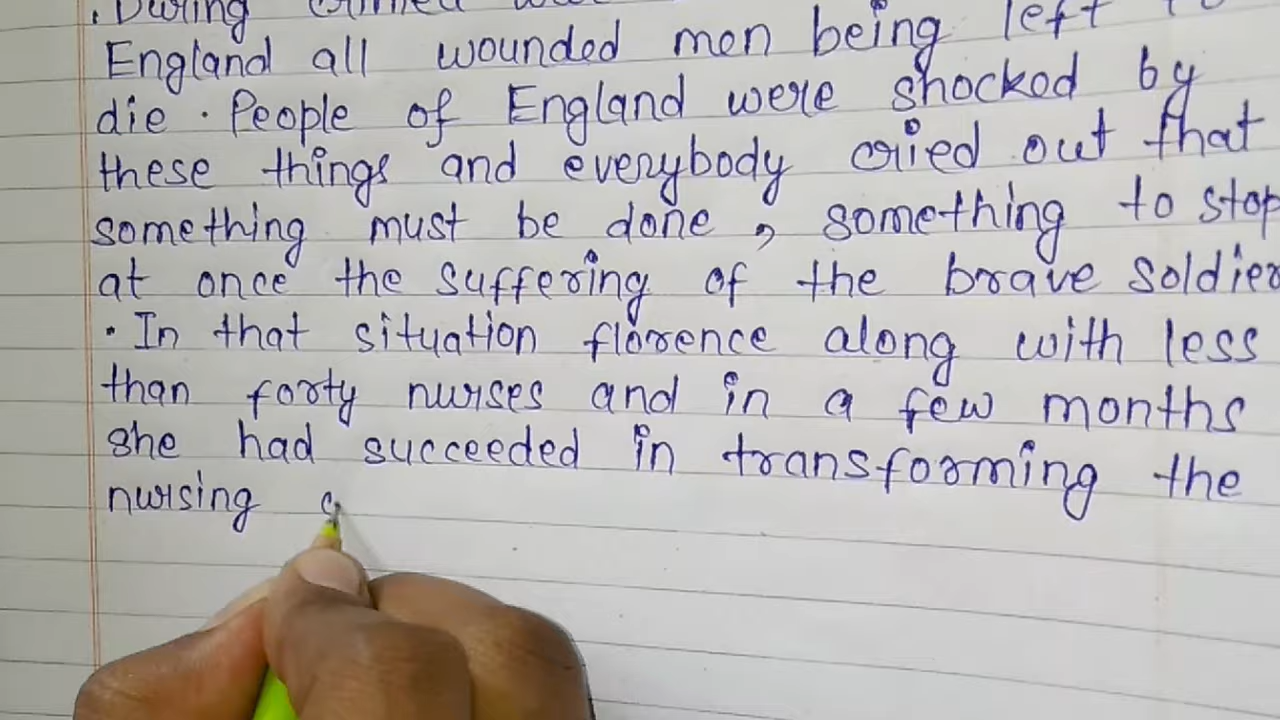 . During
England all wounded men being left
die . People of England were shocked by
these things and everybody cried out that
something must be done , something to stop
at once the suffering of the brave soldier
. In that situation florence along with less
than forty nurses and in a few months
she had succeeded in transforming the
nursing